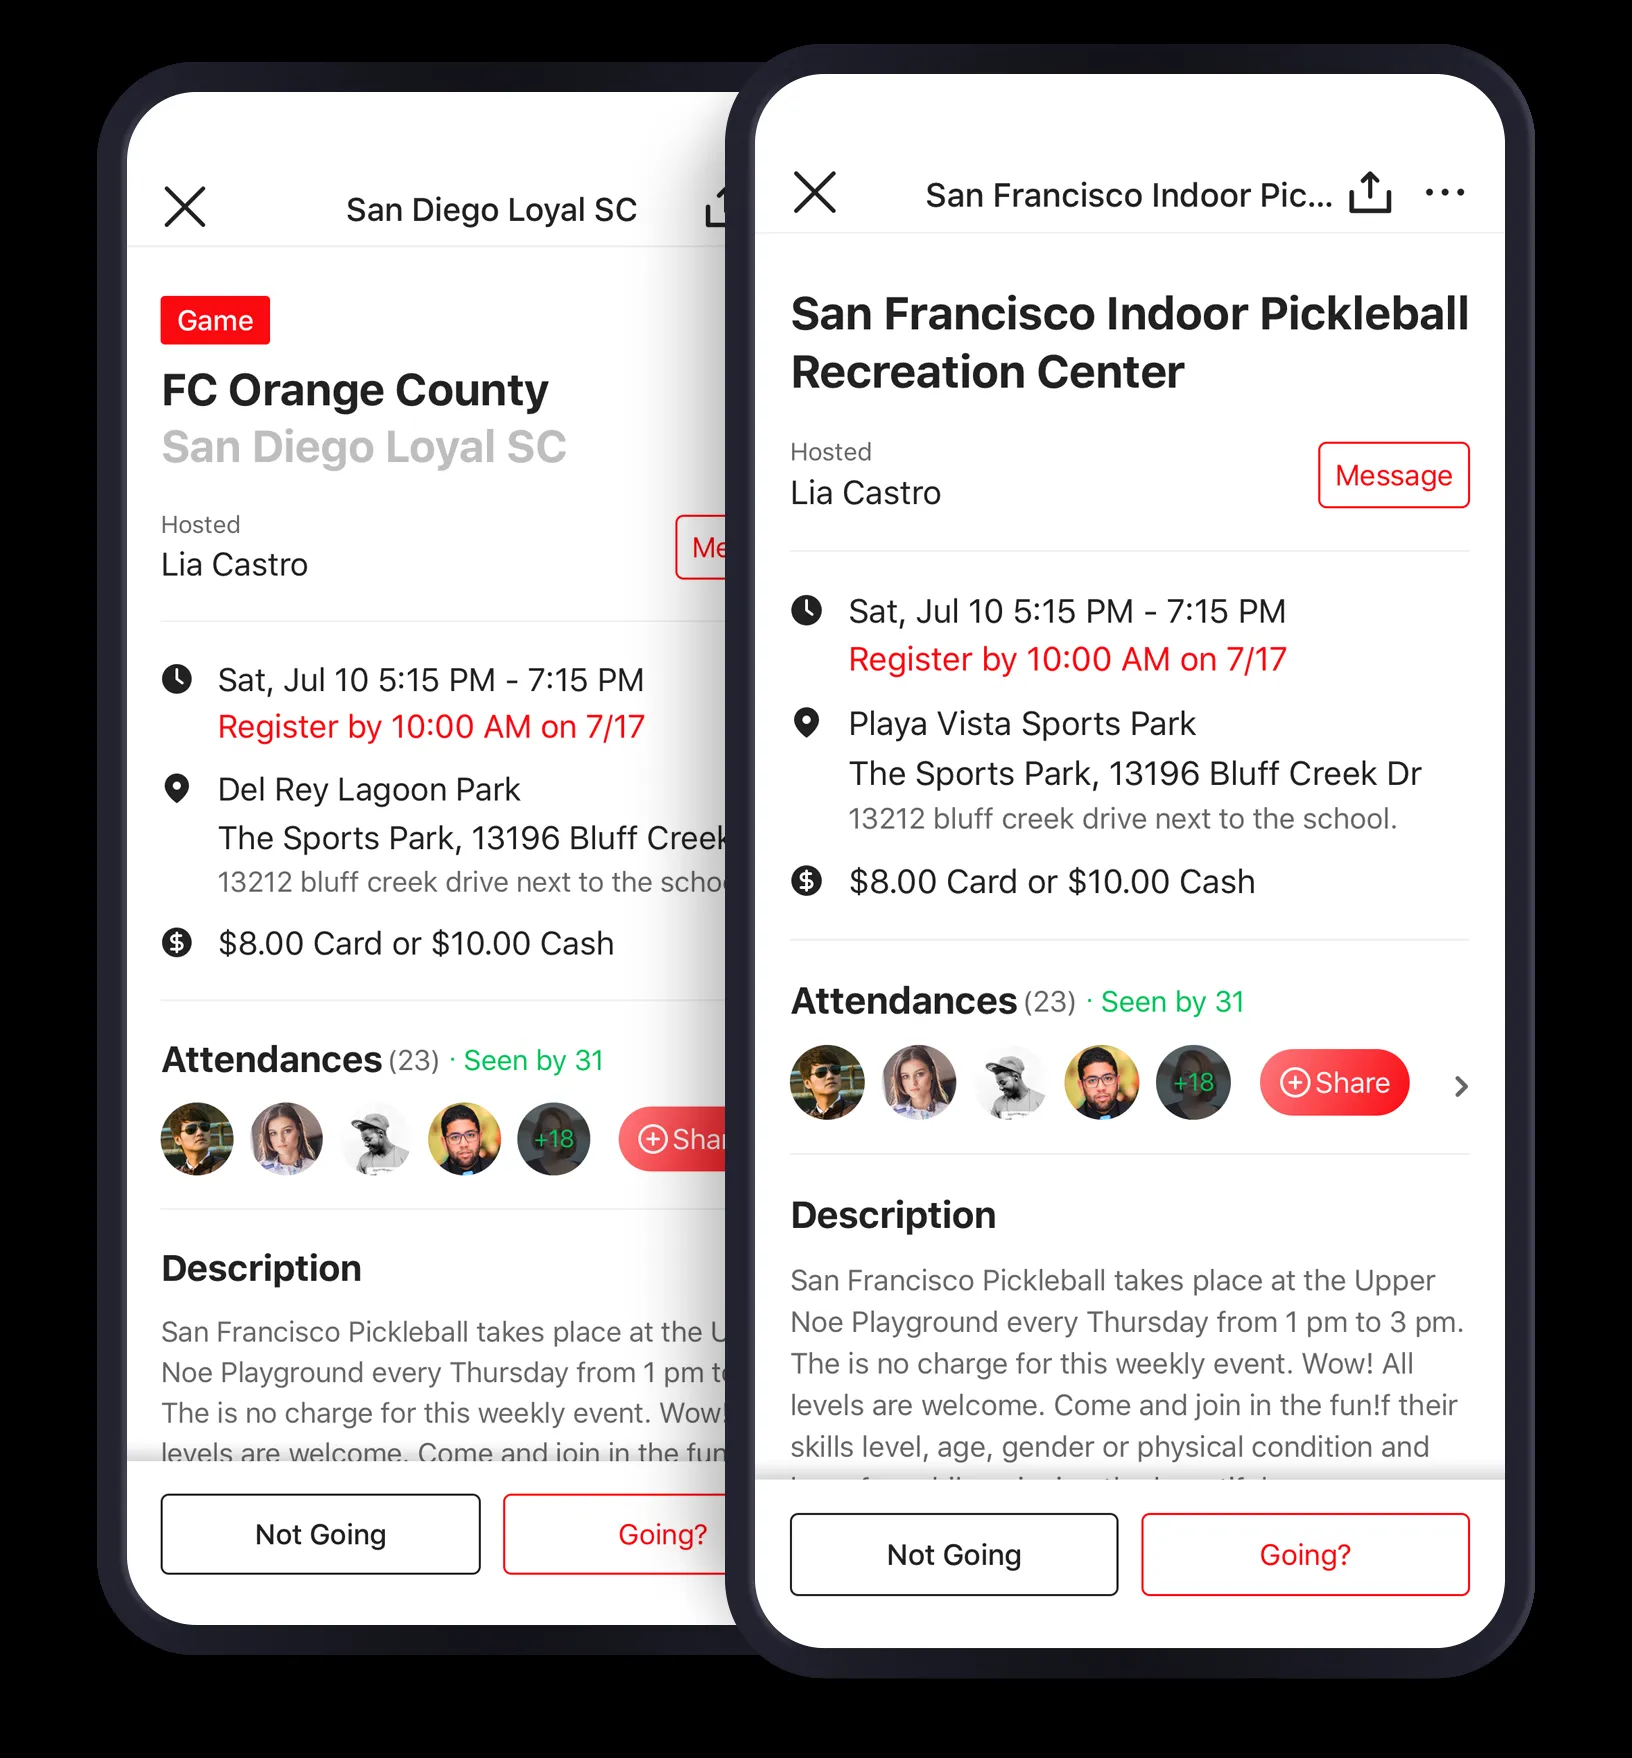 San Diego Loyal SC
Game
FC Orange County
San Diego Loyal SC
Hosted
Lia Castro
Me
Sat, Jul 10 5:15 PM - 7:15 PM
Register by 10:00 AM on 7/17
Del Rey Lagoon Park
The Sports Park, 13196 Bluff Creek
13212 bluff creek drive next to the scho
$8.00 Card or $10.00 Cash
Attendances (23) · Seen by 31
+18 Shar
Description
San Francisco Pickleball takes place at the U
Noe Playground every Thursday from 1 pm to
The is no charge for this weekly event. Wow!
levels are welcome. Come and join in the fun
Not Going Going?
San Francisco Indoor Pic...
San Francisco Indoor Pickleball
Recreation Center
Hosted
Lia Castro
Message
Sat, Jul 10 5:15 PM - 7:15 PM
Register by 10:00 AM on 7/17
Playa Vista Sports Park
The Sports Park, 13196 Bluff Creek Dr
13212 bluff creek drive next to the school.
$8.00 Card or $10.00 Cash
Attendances (23) · Seen by 31
+18 Share
Description
San Francisco Pickleball takes place at the Upper
Noe Playground every Thursday from 1 pm to 3 pm.
The is no charge for this weekly event. Wow! All
levels are welcome. Come and join in the fun!f their
skills level, age, gender or physical condition and
Not Going Going?